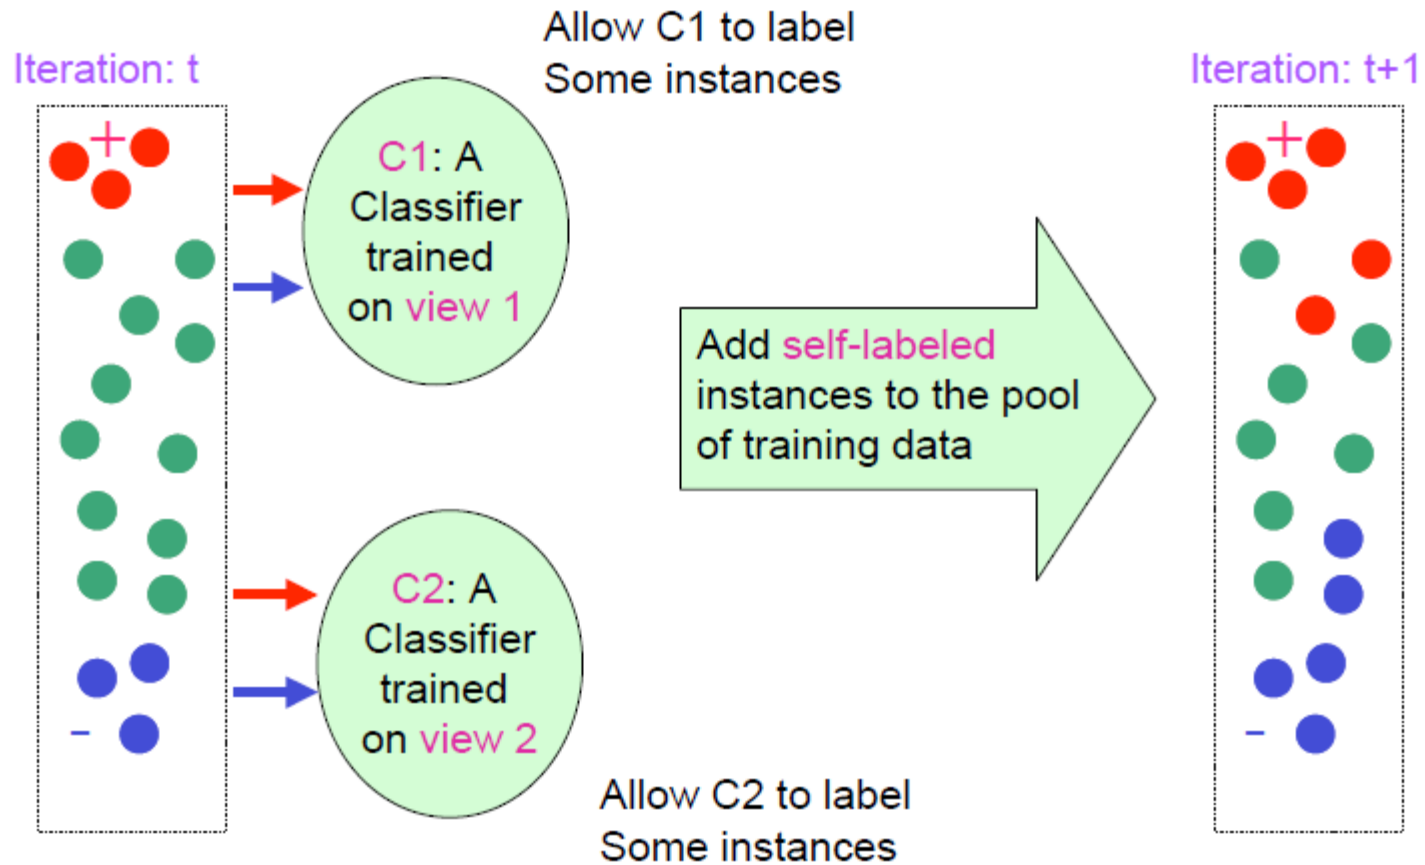 Iteration: t
+
-
Allow C1 to label
Some instances
C1: A
Classifier
trained
on view 1
C2: A
Classifier
trained
on view 2
Allow C2 to label
Some instances
Add self-labeled
instances to the pool
of training data
Iteration: t+1
+
-